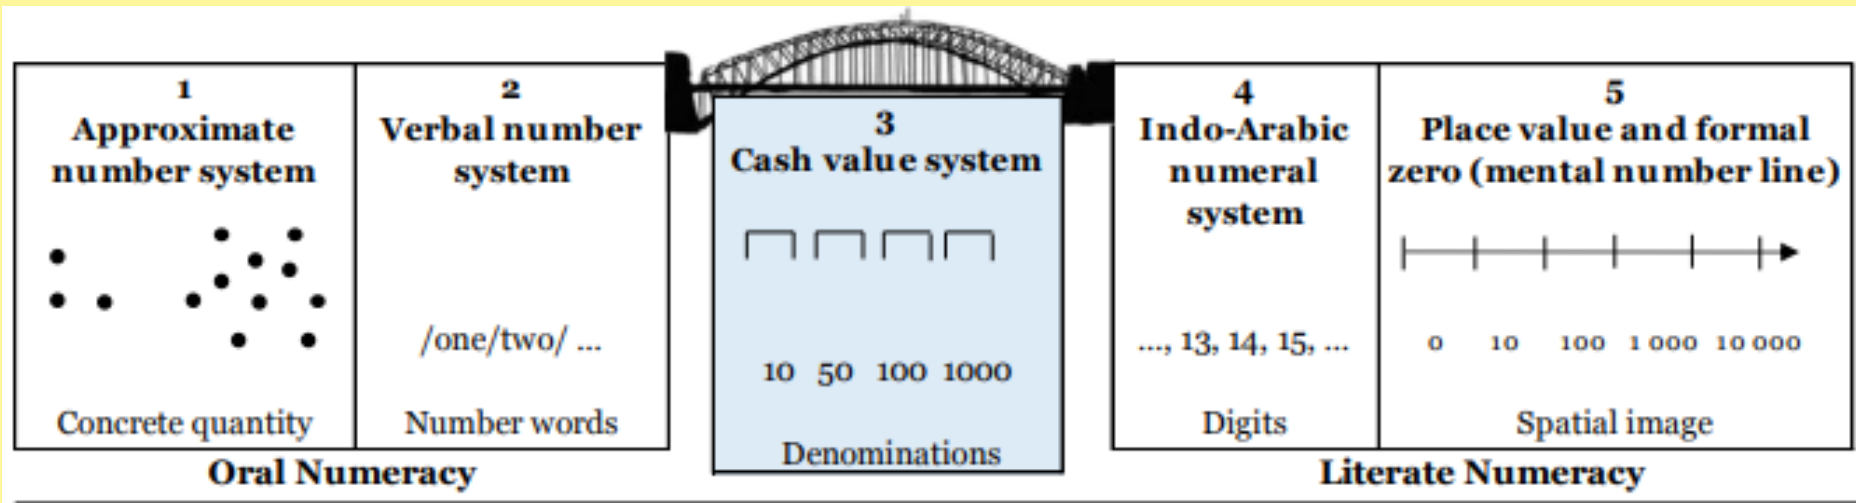 1
Approximate
number system
Concrete quantity
2
Verbal number
system
/one/two/ ...
Number words
Oral Numeracy
3
Cash value system
10 50 100 1000
Denominations
4
Indo-Arabic
numeral
system
..., 13, 14, 15, ...
Digits
5
Place value and formal
zero (mental number line)
0 10 100 1 000 10 000
Spatial image
Literate Numeracy